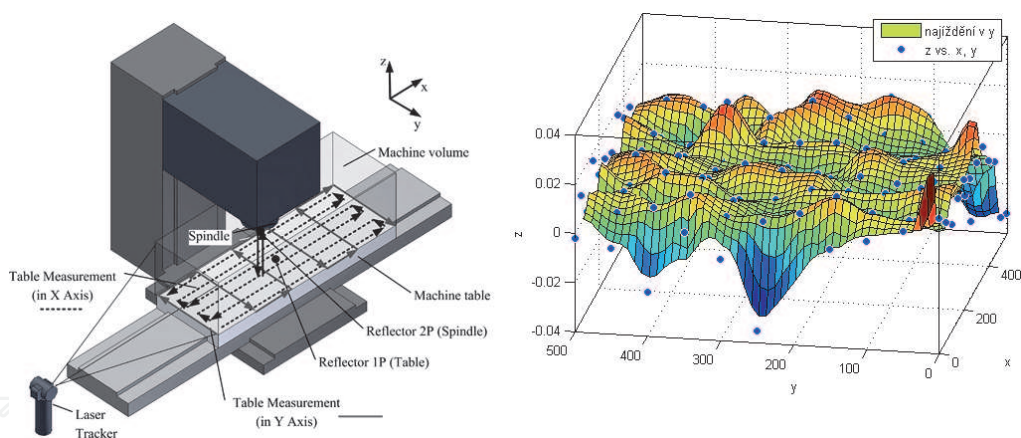 z
x
y
Machine volume
Spindle
Table Measurement
(in X Axis)
Machine table
Reflector 2P (Spindle)
Reflector 1P (Table)
Table Measurement
(in Y Axis)
Laser
Tracker
najíždění v y
z vs. x, y
0.04
0.02
0
-0.02
-0.04
z
500
400
300
200
100
0
y
0
200
400
x